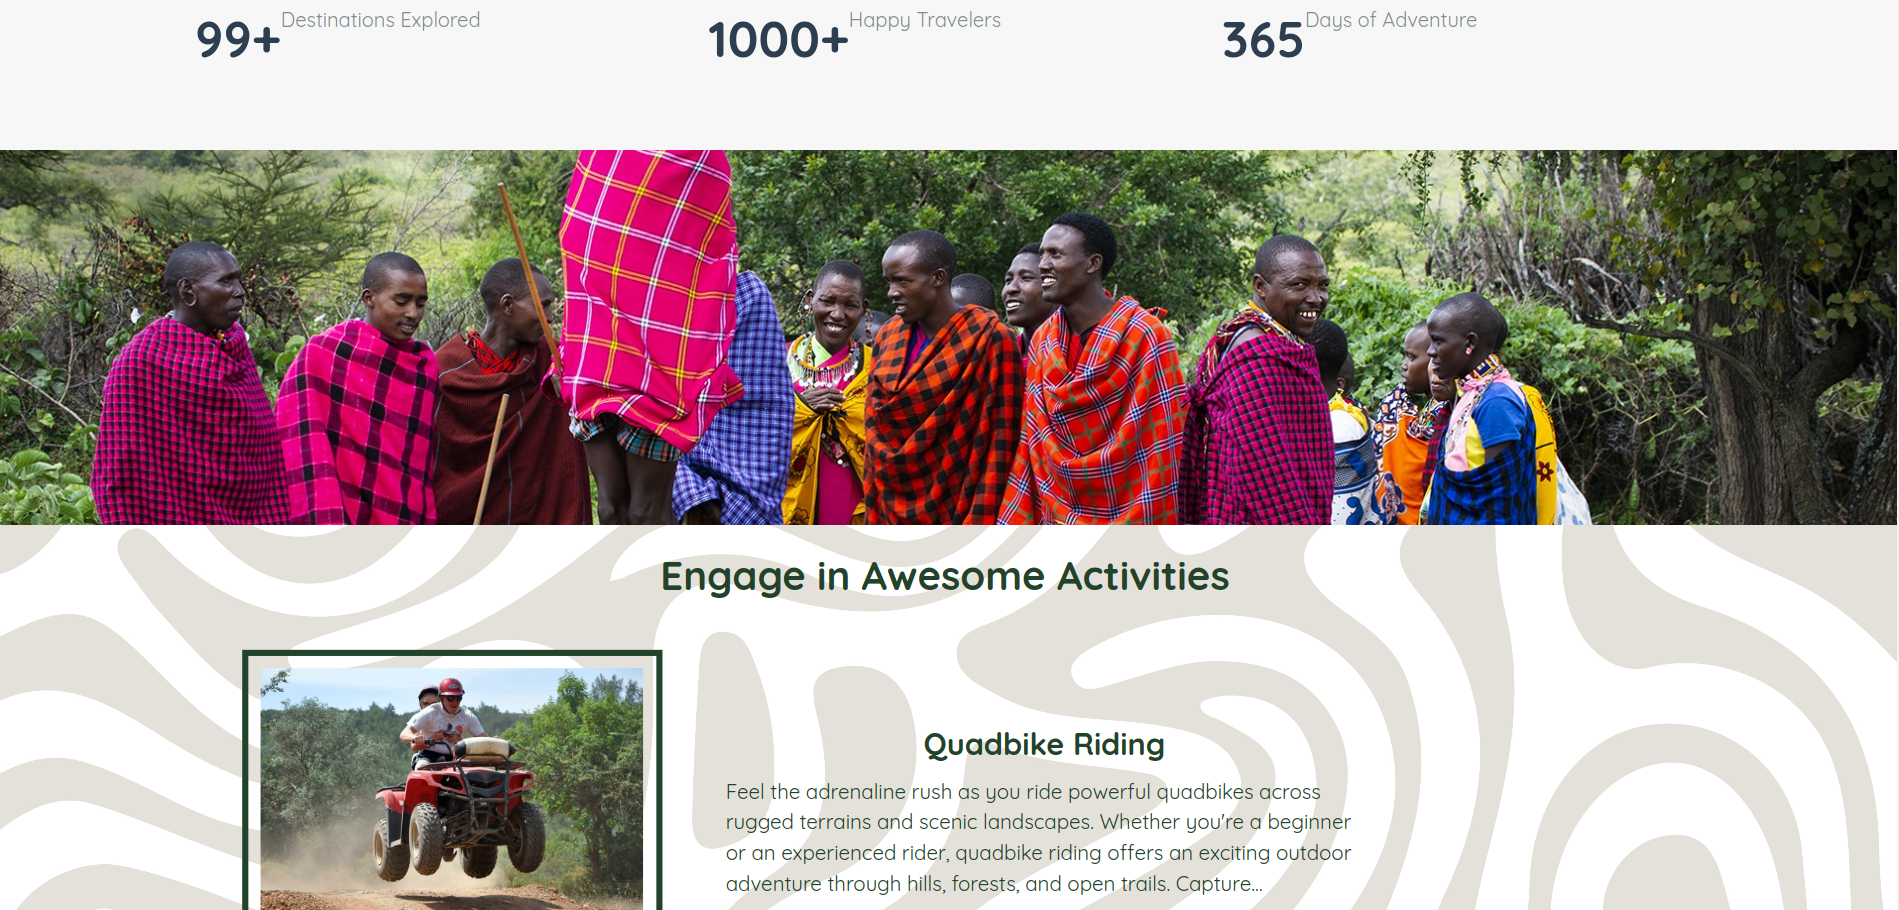 99+ Destinations Explored
1000+ Happy Travelers
365 Days of Adventure
Engage in Awesome Activities
Quadbike Riding
Feel the adrenaline rush as you ride powerful quadbikes across
rugged terrains and scenic landscapes. Whether you're a beginner
or an experienced rider, quadbike riding offers an exciting outdoor
adventure through hills, forests, and open trails. Capture...